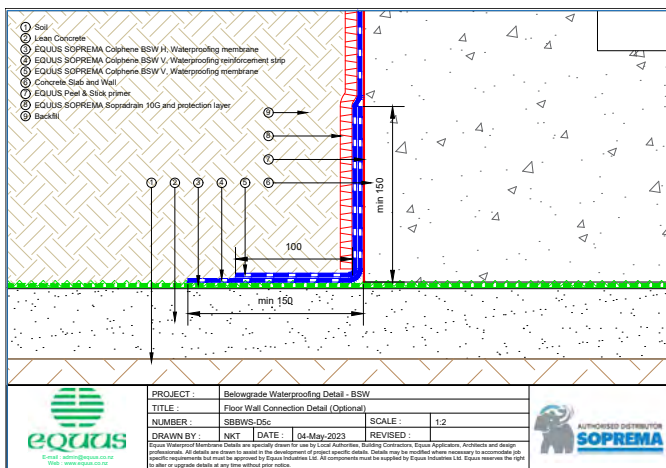 1 Soil
2 Lean Concrete
3 EQUUS SOPREMA Colphene BSW H, Waterproofing membrane
4 EQUUS SOPREMA Colphene BSW V, Waterproofing reinforcement strip
5 EQUUS SOPREMA Colphene BSW V, Waterproofing membrane
6 Concrete Slab and Wall
7 EQUUS Peel & Stick primer
8 EQUUS SOPREMA Sopradrain 10G and protection layer
9 Backfill
9
8
7
1 2 3 4 5 6
min 150
100
min 150
PROJECT : Belowgrade Waterproofing Detail - BSW
TITLE : Floor Wall Connection Detail (Optional)
NUMBER : SBBWS-D5c SCALE : 1:2
DRAWN BY : NKT DATE : 04-May-2023 REVISED :
Equus Waterproof Membrane Details are specially drawn for use by Local Authorities, Building Contractors, Equus Applicators, Architects and design
professionals. All details are drawn to assist in the development of project specific details. Details may be modified where necessary to accomodate job
specific requirements but must be approved by Equus Industries Ltd. All components must be supplied by Equus Industries Ltd. Equus reserves the right
to alter or upgrade details at any time without prior notice.
equus
E-mail : admin@equus.co.nz
Web : www.equus.co.nz
AUTHORISED DISTRIBUTOR
SOPREMA